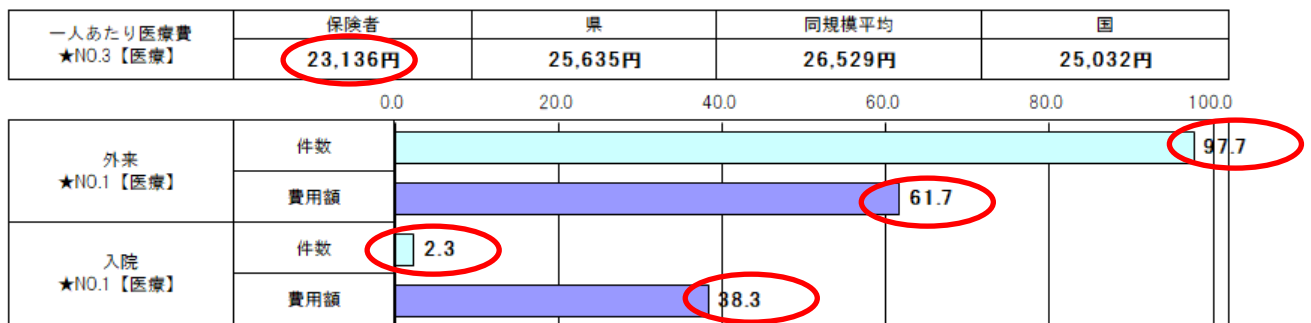 一人あたり医療費 保険者 県 同規模平均 国
★NO.3【医療】 23,136円 25,635円 26,529円 25,032円
0.0 20.0 40.0 60.0 80.0 100.0
外来
★NO.1【医療】
件数 97.7
費用額 61.7
入院
★NO.1【医療】
件数 2.3
費用額 38.3